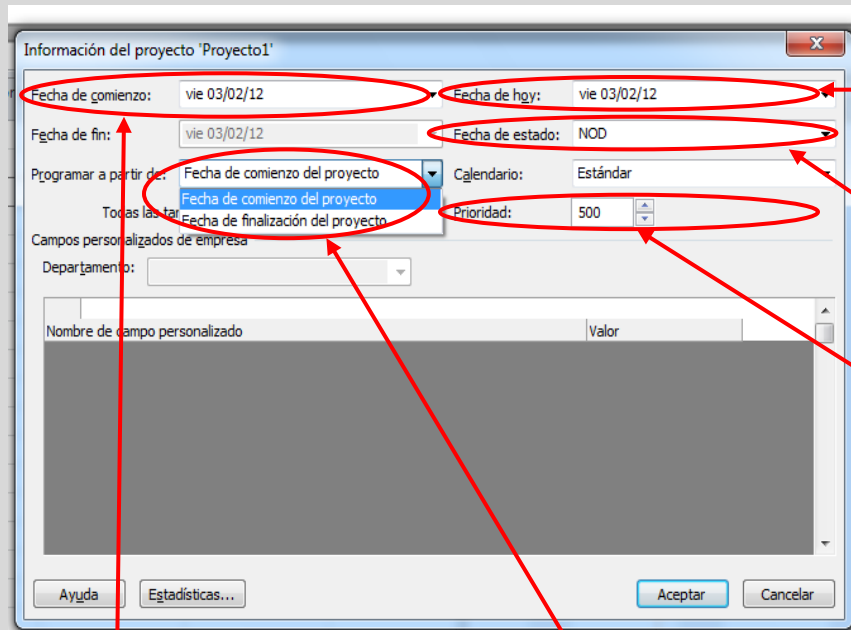 Información del proyecto 'Proyecto1'
Fecha de comienzo: vie 03/02/12 Fecha de hoy: vie 03/02/12
Fecha de fin: vie 03/02/12 Fecha de estado: NOD
Programar a partir de: Fecha de comienzo del proyecto Calendario: Estándar
Fecha de comienzo del proyecto
Todas las tar Fecha de finalización del proyecto Prioridad: 500
Campos personalizados de empresa
Departamento:
Nombre de campo personalizado Valor
Ayuda Estadísticas... Aceptar Cancelar